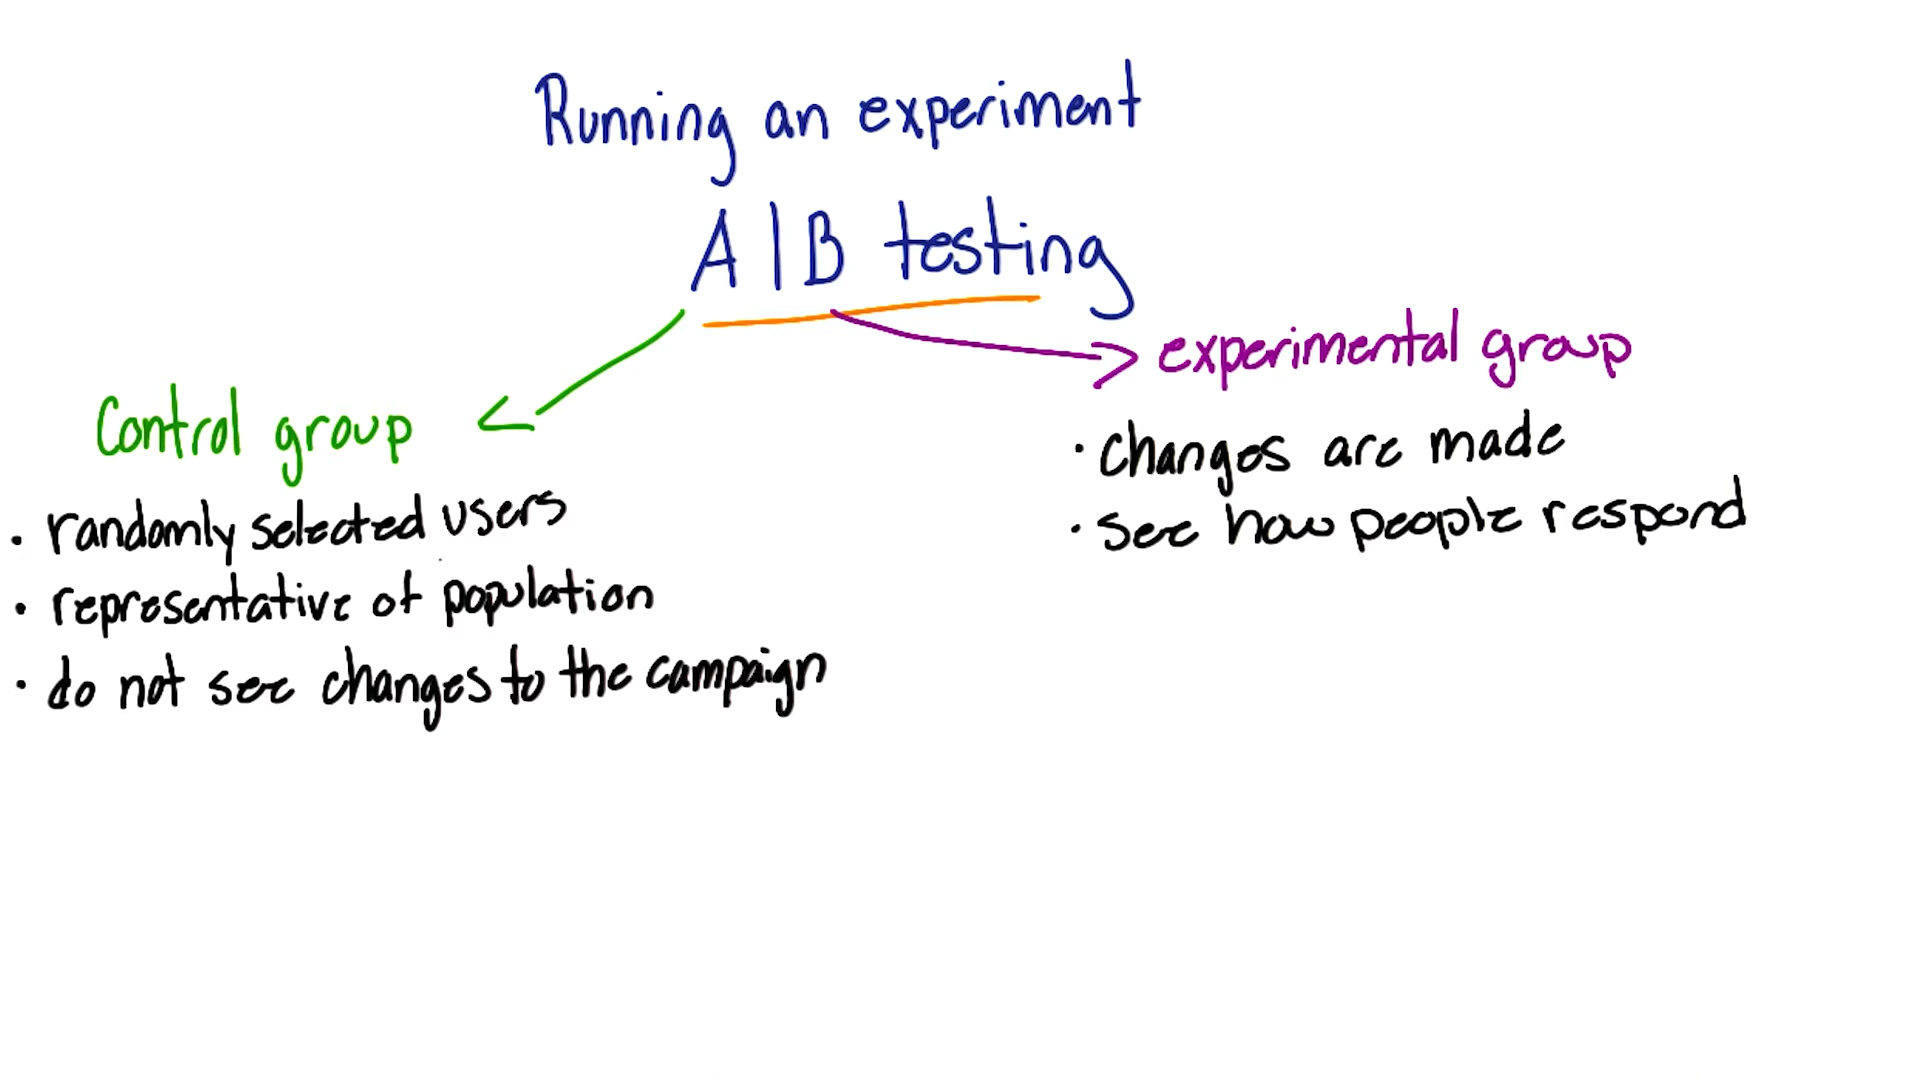 Running an experiment
A|B testing
Control group
• randomly selected users
• representative of population
• do not see changes to the campaign
experimental group
• changes are made
• see how people respond